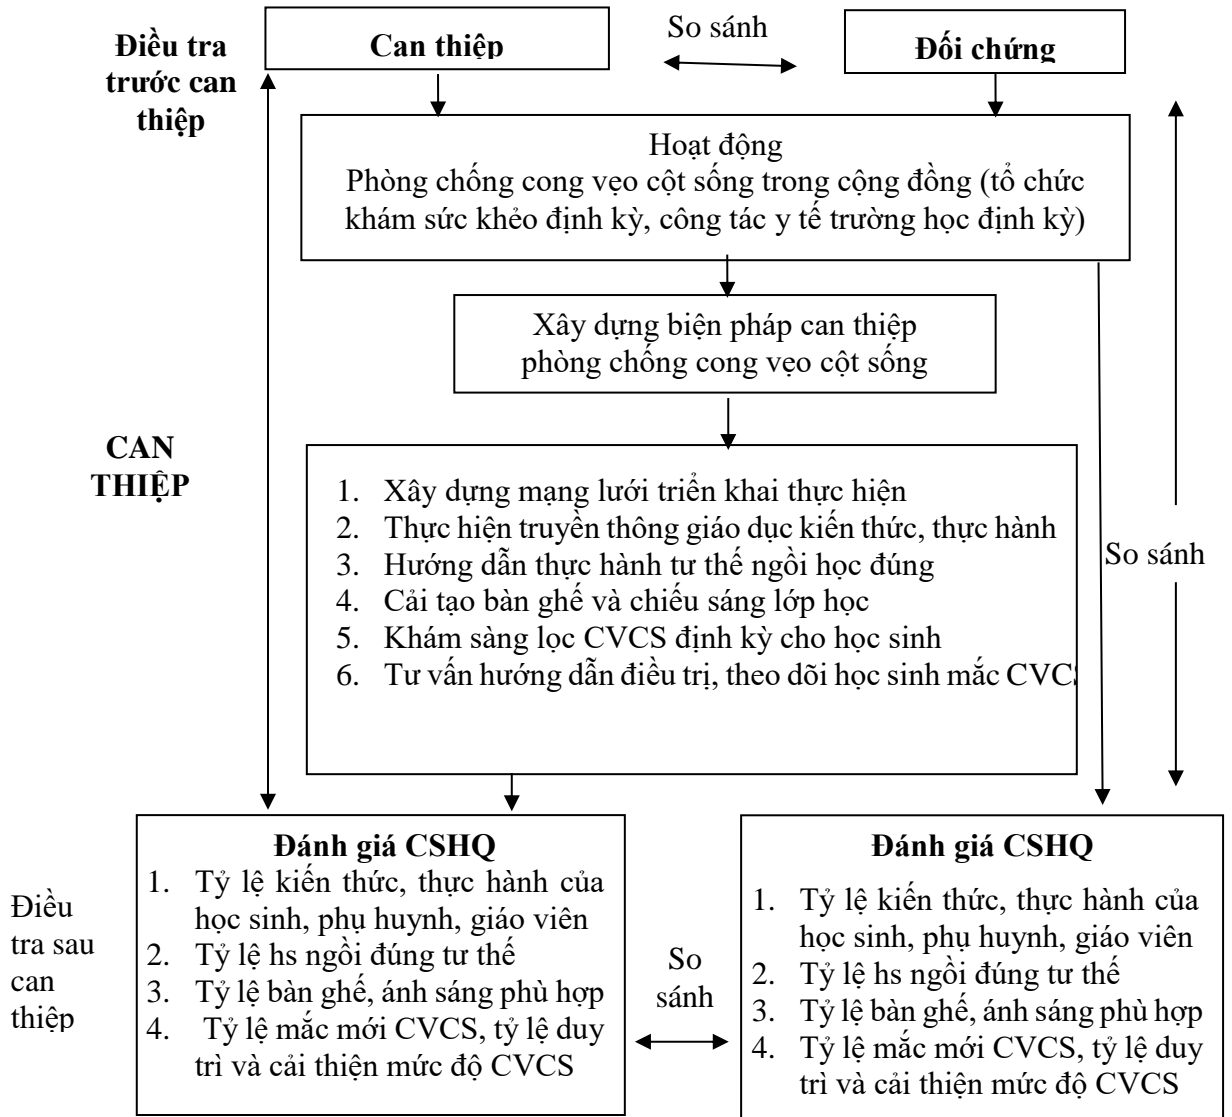 Điều tra
trước can
thiệp
Can thiệp
So sánh
Đối chứng
Hoạt động
Phòng chống cong vẹo cột sống trong cộng đồng (tổ chức
khám sức khẻo định kỳ, công tác y tế trường học định kỳ)
Xây dựng biện pháp can thiệp
phòng chống cong vẹo cột sống
CAN
THIỆP
1. Xây dựng mạng lưới triển khai thực hiện
2. Thực hiện truyền thông giáo dục kiến thức, thực hành
3. Hướng dẫn thực hành tư thế ngồi học đúng
4. Cải tạo bàn ghế và chiếu sáng lớp học
5. Khám sàng lọc CVCS định kỳ cho học sinh
6. Tư vấn hướng dẫn điều trị, theo dõi học sinh mắc CVCS
So sánh
Điều
tra sau
can
thiệp
Đánh giá CSHQ
1. Tỷ lệ kiến thức, thực hành của
học sinh, phụ huynh, giáo viên
2. Tỷ lệ hs ngồi đúng tư thế
3. Tỷ lệ bàn ghế, ánh sáng phù hợp
4. Tỷ lệ mắc mới CVCS, tỷ lệ duy
trì và cải thiện mức độ CVCS
So
sánh
Đánh giá CSHQ
1. Tỷ lệ kiến thức, thực hành của
học sinh, phụ huynh, giáo viên
2. Tỷ lệ hs ngồi đúng tư thế
3. Tỷ lệ bàn ghế, ánh sáng phù hợp
4. Tỷ lệ mắc mới CVCS, tỷ lệ duy
trì và cải thiện mức độ CVCS